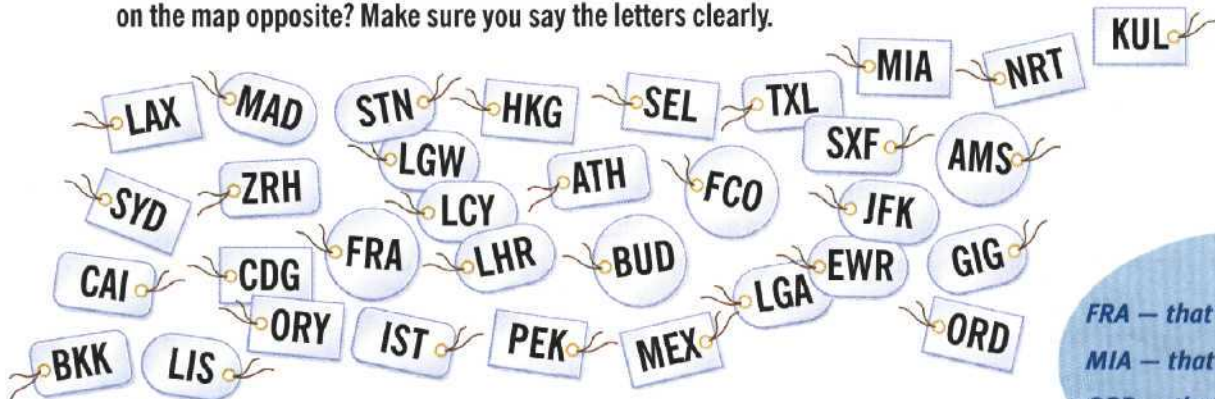 on the map opposite? Make sure you say the letters clearly.
KUL
MIA
NRT
LAX
MAD
STN
HKG
SEL
TXL
SXF
AMS
LGW
ZRH
ATH
FCO
SYD
LCY
JFK
FRA
LHR
BUD
EWR
GIG
CAI
CDG
LGA
ORY
IST
PEK
MEX
ORD
BKK
LIS
FRA – that
MIA – that